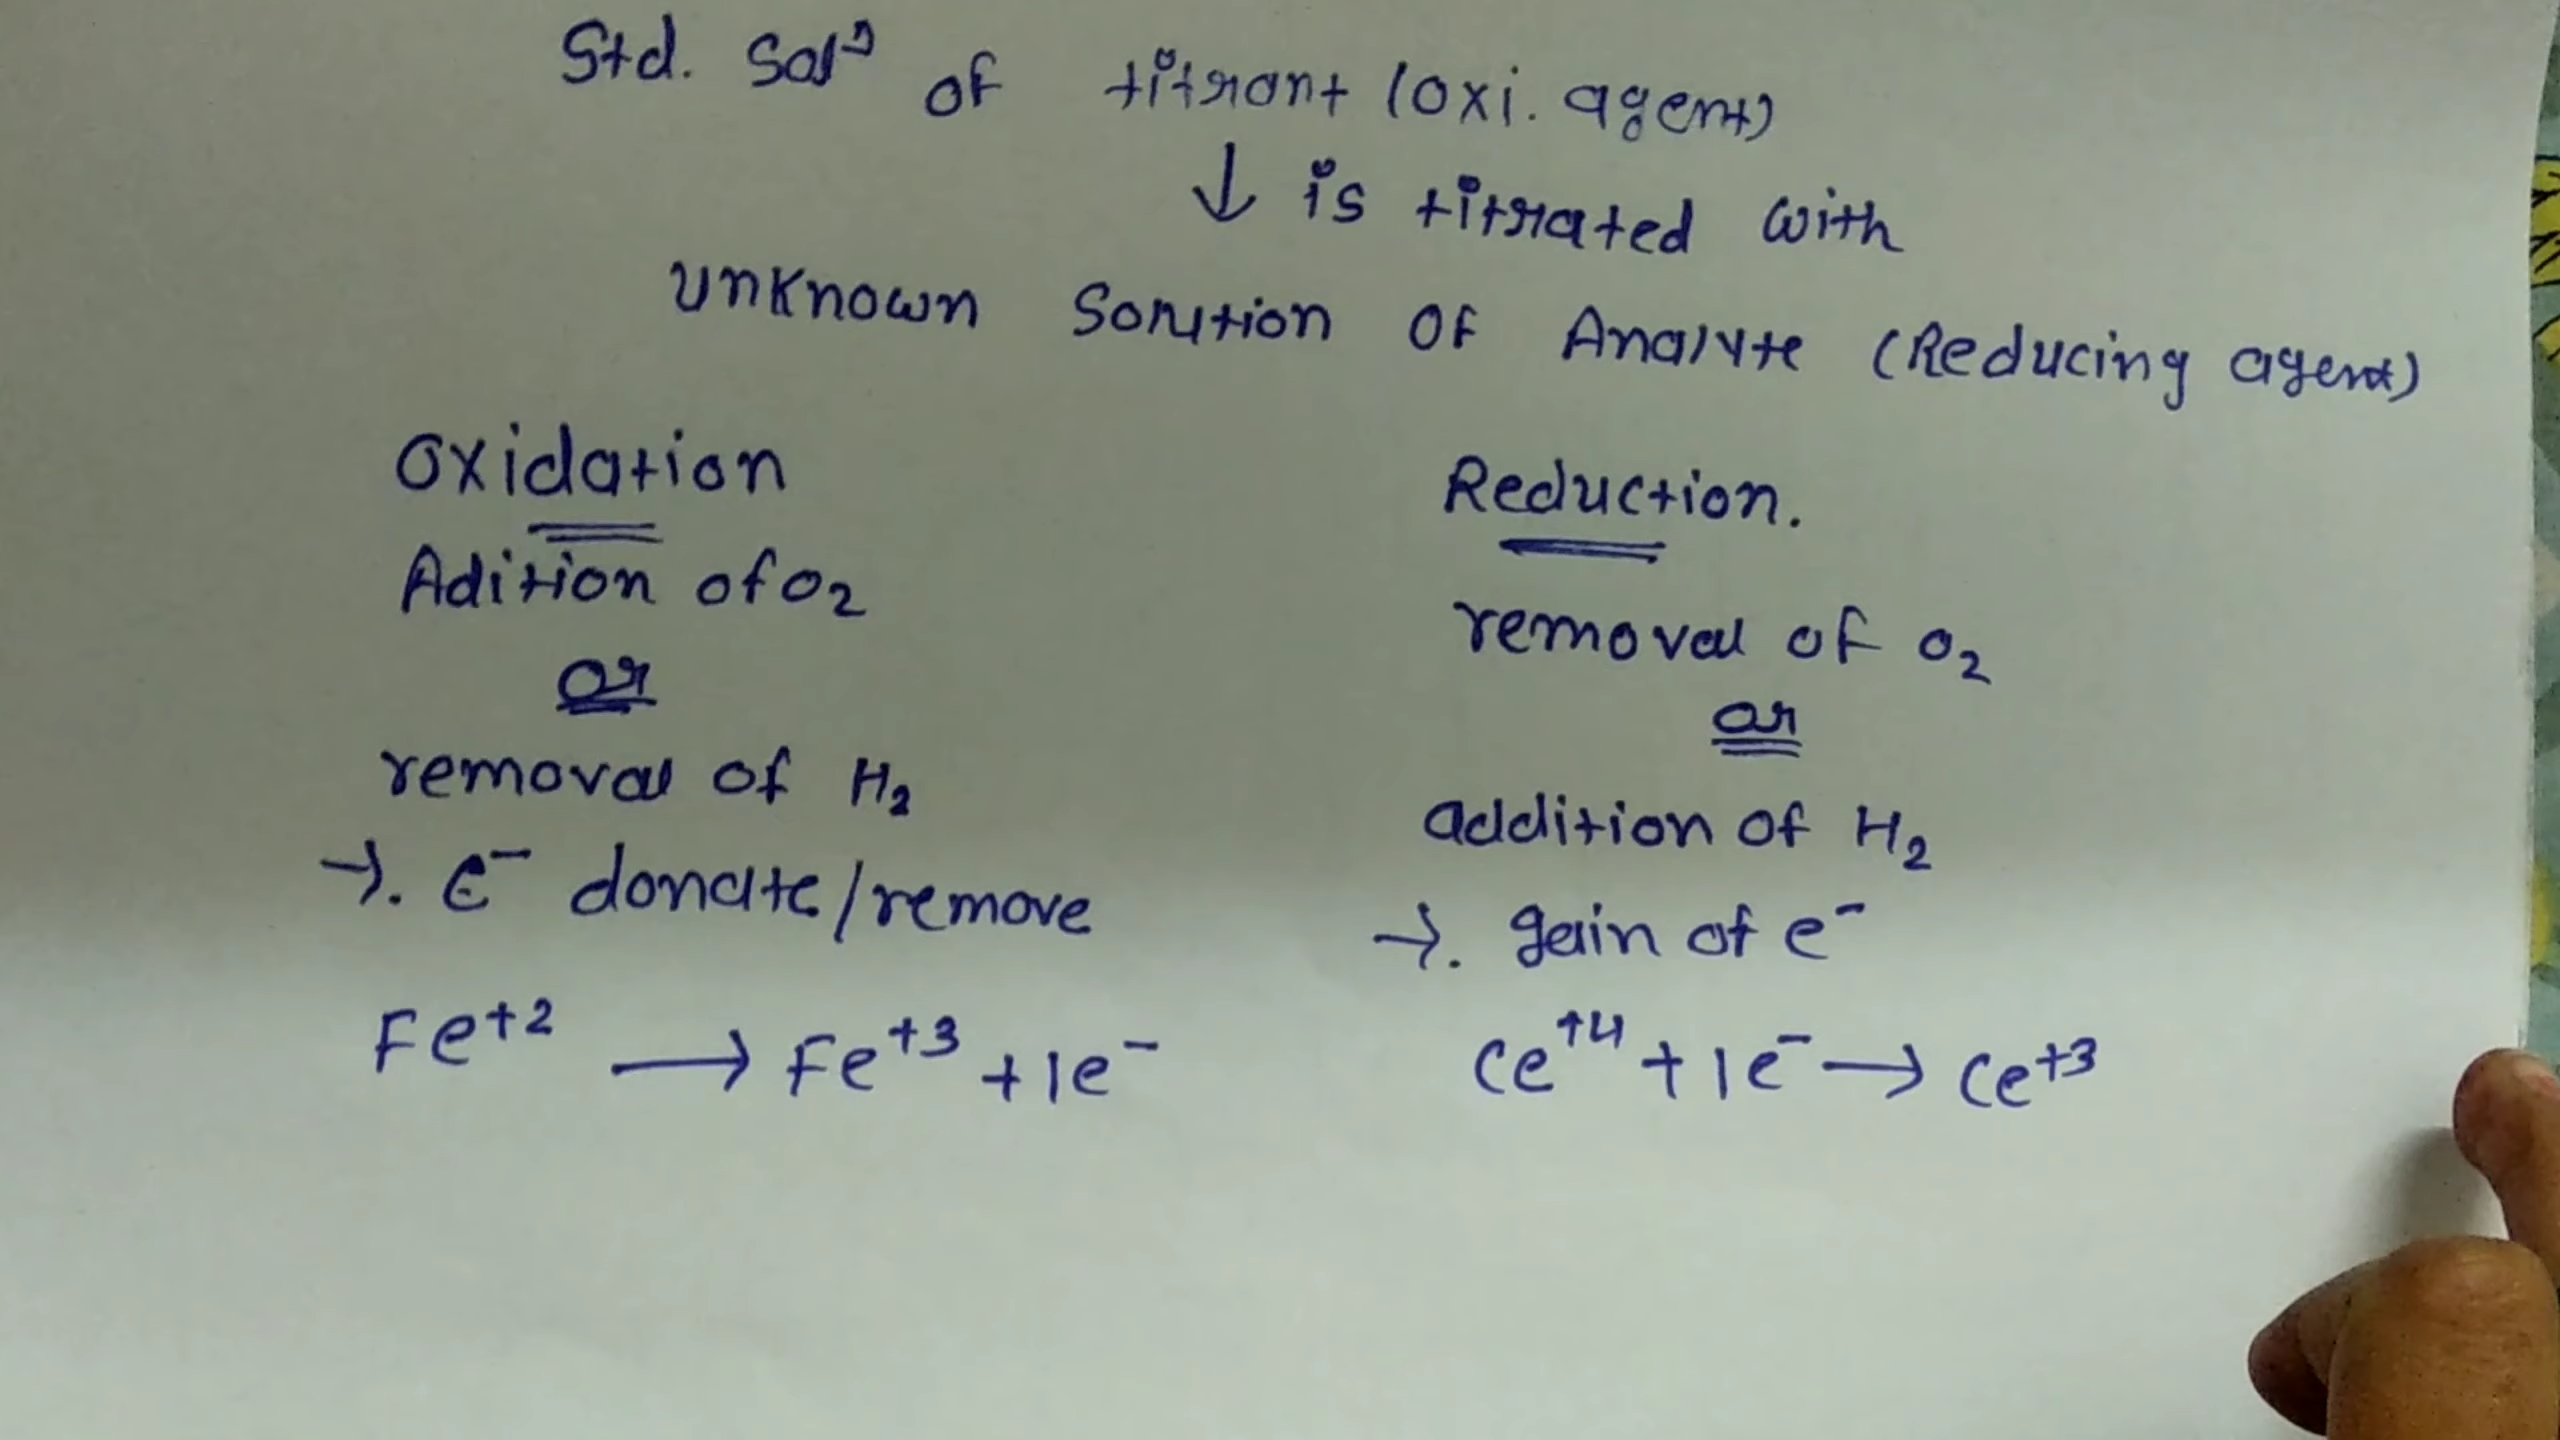 Std. Sol^n of titrant (oxi. agent)
↓ is titrated with
unknown Solution of Analyte (Reducing agent)
Oxidation
Adition of O₂
or
removal of H₂
→. e⁻ donate/remove
Fe⁺² → Fe⁺³ + 1e⁻
Reduction.
removal of O₂
or
addition of H₂
→. gain of e⁻
Ce⁺⁴ + 1e⁻ → Ce⁺³